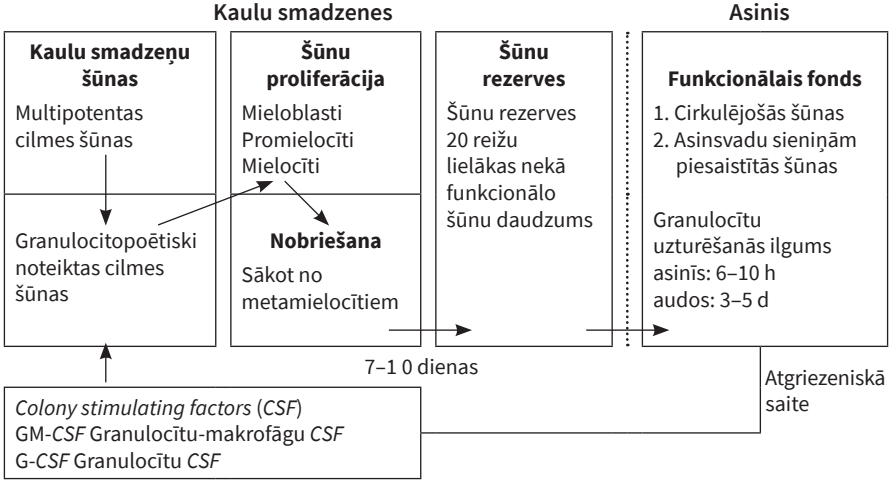 Kaulu smadzenes
Asinis
Kaulu smadzeņu
šūnas
Multipotentas
cilmes šūnas
Granulocitopoētiski
noteiktas cilmes
šūnas
Šūnu
proliferācija
Mieloblasti
Promielocīti
Mielocīti
Nobriešana
Sākot no
metamielocītiem
Šūnu
rezerves
Šūnu rezerves
20 reižu
lielākas nekā
funkcionālo
šūnu daudzums
Funkcionālais fonds
1. Cirkulējošās šūnas
2. Asinsvadu sieniņām
piesaistītās šūnas
Granulocītu
uzturēšanās ilgums
asinīs: 6–10 h
audos: 3–5 d
7–1 0 dienas
Atgriezeniskā
saite
Colony stimulating factors (CSF)
GM-CSF Granulocītu-makrofāgu CSF
G-CSF Granulocītu CSF